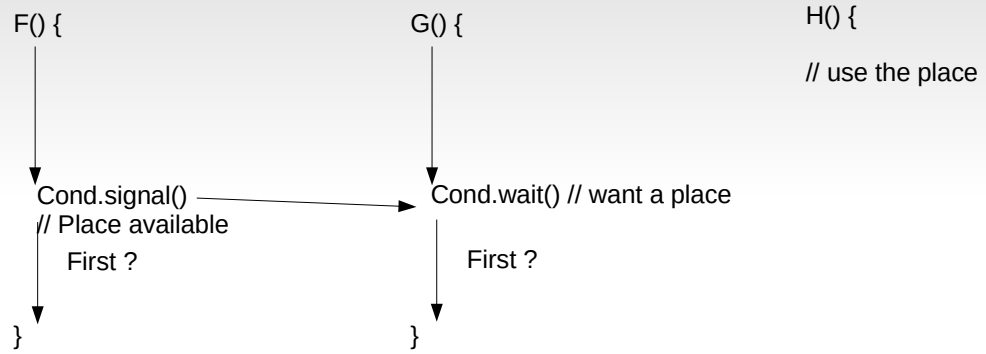 F() {
G() {
H() {
// use the place
Cond.signal()
// Place available
Cond.wait() // want a place
First ?
First ?
}
}